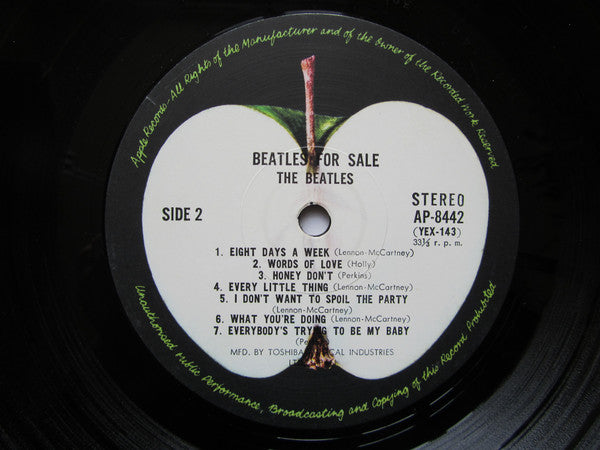 Apple Records - All Rights of the Manufacturer and of the Owner of the Recorded Work Reserved
BEATLES FOR SALE
THE BEATLES
SIDE 2
STEREO
AP-8442
(YEX-143)
33⅓ r. p. m.
1. EIGHT DAYS A WEEK (Lennon-McCartney)
2. WORDS OF LOVE (Holly)
3. HONEY DON'T (Perkins)
4. EVERY LITTLE THING (Lennon-McCartney)
5. I DON'T WANT TO SPOIL THE PARTY
(Lennon-McCartney)
6. WHAT YOU'RE DOING (Lennon-McCartney)
7. EVERYBODY'S TRYING TO BE MY BABY
MFD. BY TOSHIBA MUSICAL INDUSTRIES
Unauthorised Public Performance, Broadcasting and Copying of this Record Prohibited